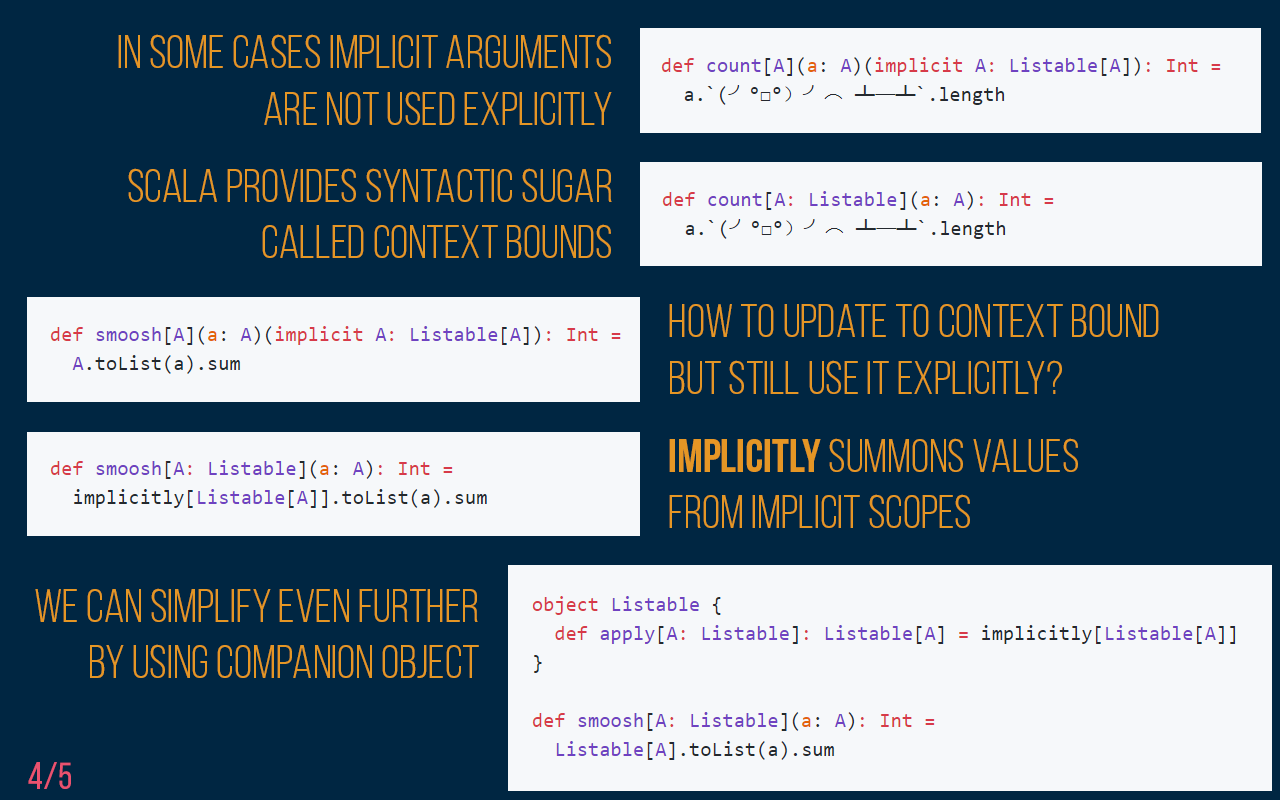 IN SOME CASES IMPLICIT ARGUMENTS
ARE NOT USED EXPLICITLY
def count[A](a: A)(implicit A: Listable[A]): Int =
  a.`(╯°□°）╯︵ ┻━┻`.length
SCALA PROVIDES SYNTACTIC SUGAR
CALLED CONTEXT BOUNDS
def count[A: Listable](a: A): Int =
  a.`(╯°□°）╯︵ ┻━┻`.length
def smoosh[A](a: A)(implicit A: Listable[A]): Int =
  A.toList(a).sum
HOW TO UPDATE TO CONTEXT BOUND
BUT STILL USE IT EXPLICITLY?
def smoosh[A: Listable](a: A): Int =
  implicitly[Listable[A]].toList(a).sum
IMPLICITLY SUMMONS VALUES
FROM IMPLICIT SCOPES
WE CAN SIMPLIFY EVEN FURTHER
BY USING COMPANION OBJECT
object Listable {
  def apply[A: Listable]: Listable[A] = implicitly[Listable[A]]
}
def smoosh[A: Listable](a: A): Int =
  Listable[A].toList(a).sum
4/5